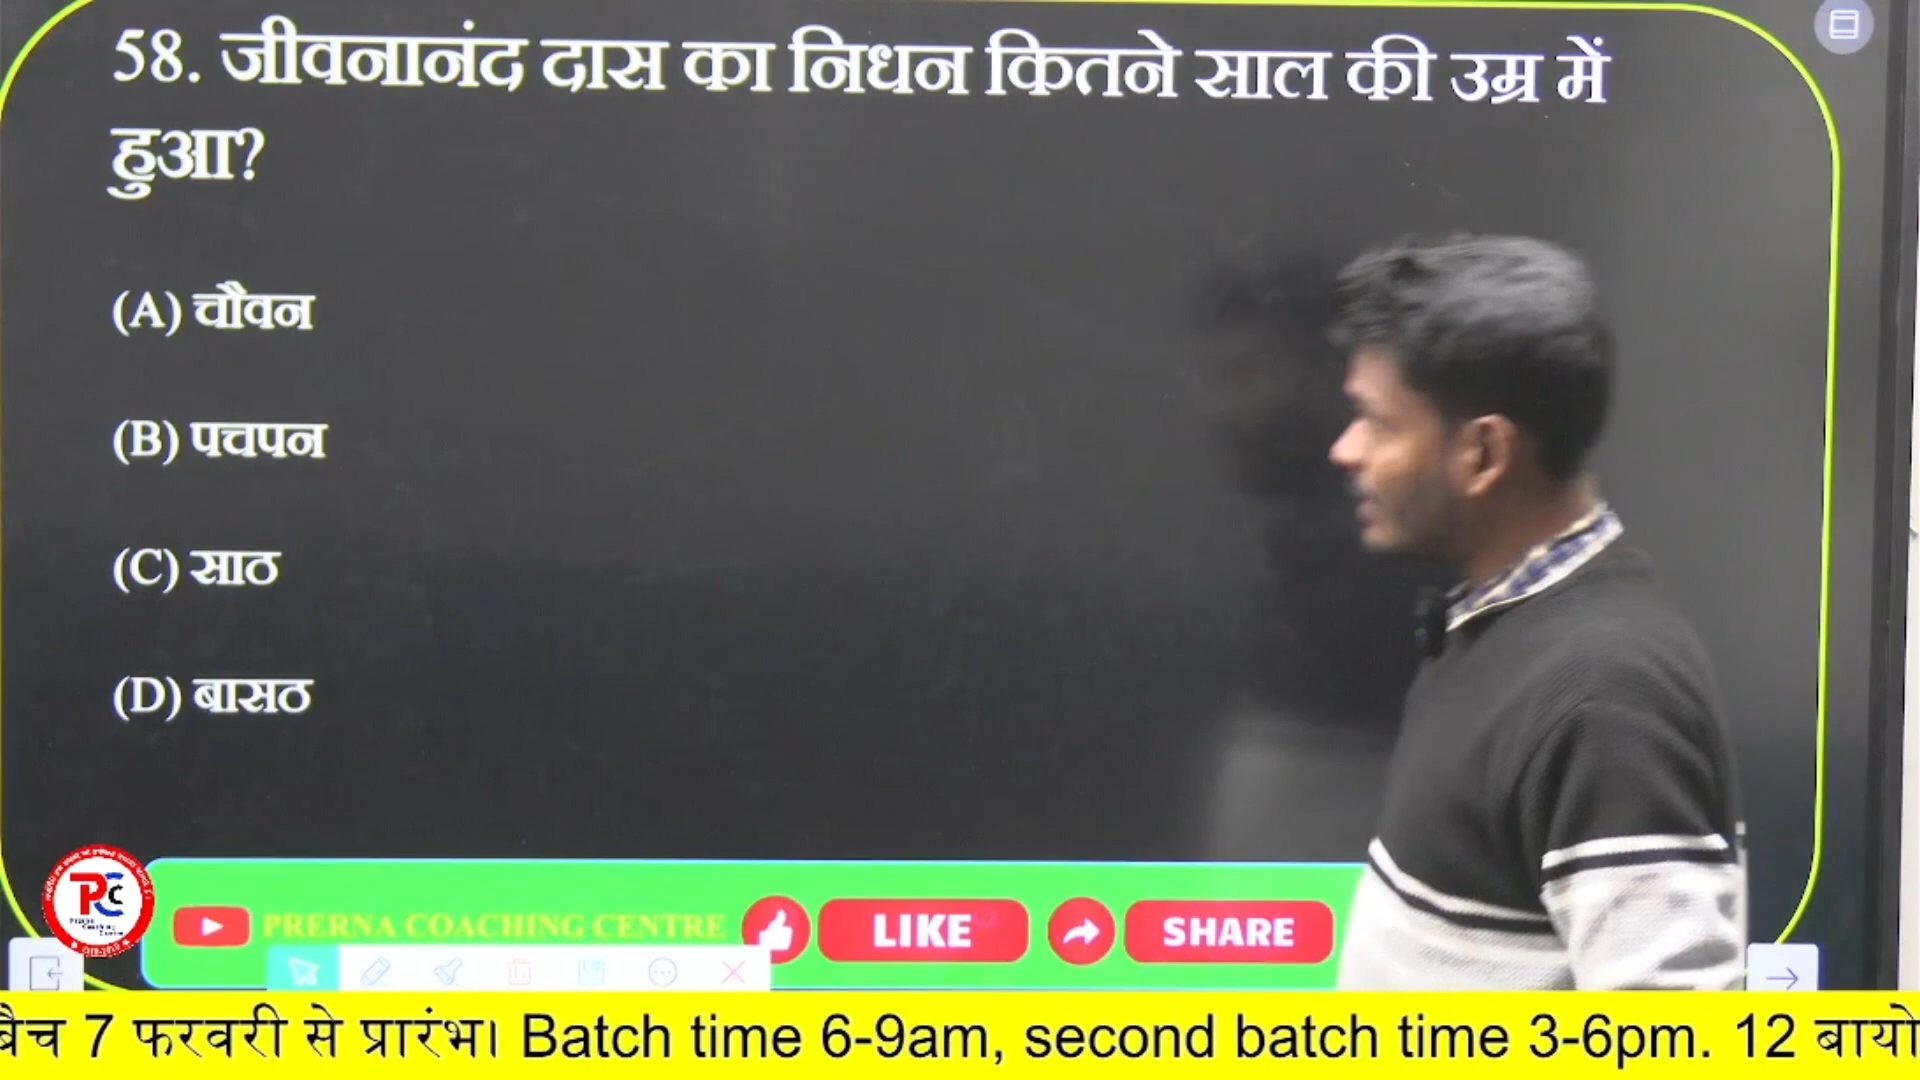 58. जीवनानंद दास का निधन कितने साल की उम्र में
हुआ?
(A) चौवन
(B) पचपन
(C) साठ
(D) बासठ
PRERNA COACHING CENTRE
LIKE
SHARE
बैच 7 फरवरी से प्रारंभ। Batch time 6-9am, second batch time 3-6pm. 12 बायो